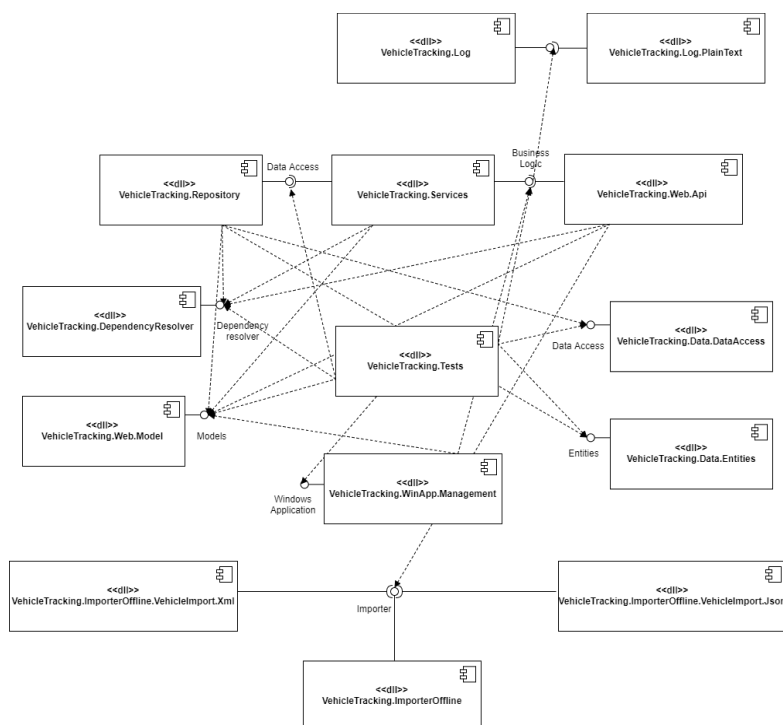 <<dll>>
VehicleTracking.Log
<<dll>>
VehicleTracking.Log.PlainText
<<dll>>
VehicleTracking.Repository
Data Access
<<dll>>
VehicleTracking.Services
Business
Logic
<<dll>>
VehicleTracking.Web.Api
<<dll>>
VehicleTracking.DependencyResolver
Dependency
resolver
<<dll>>
VehicleTracking.Tests
Data Access
<<dll>>
VehicleTracking.Data.DataAccess
<<dll>>
VehicleTracking.Web.Model
Models
Entities
<<dll>>
VehicleTracking.Data.Entities
Windows
Application
<<dll>>
VehicleTracking.WinApp.Management
<<dll>>
VehicleTracking.ImporterOffline.VehicleImport.Xml
Importer
<<dll>>
VehicleTracking.ImporterOffline.VehicleImport.Json
<<dll>>
VehicleTracking.ImporterOffline